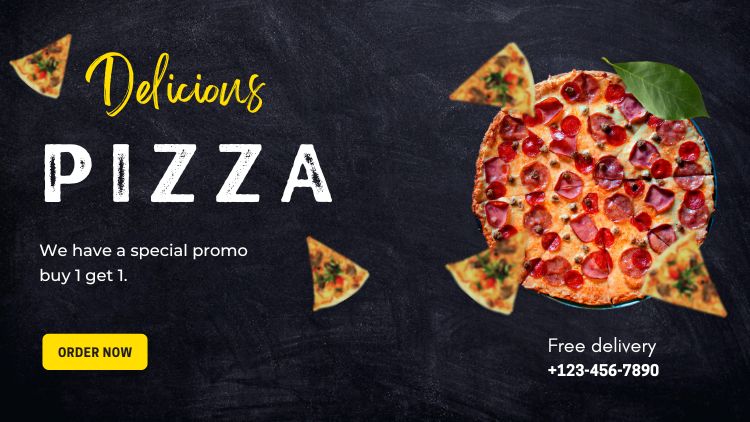 Delicious
PIZZA
We have a special promo
buy 1 get 1.
ORDER NOW
Free delivery
+123-456-7890